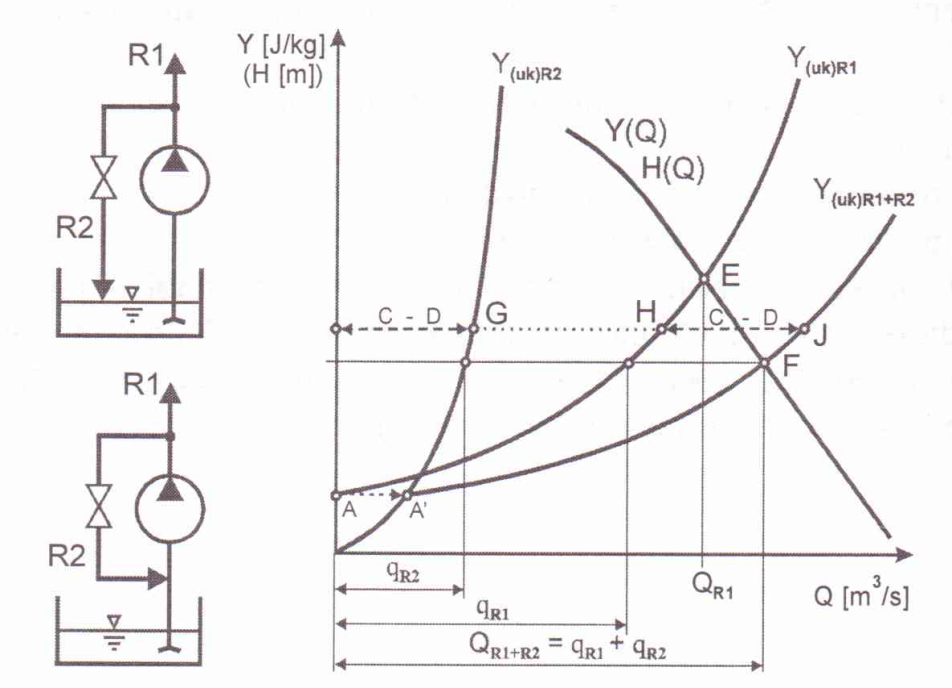 R1
R2
R1
R2
Y [J/kg]
(H [m])
Y(uk)R2
Y(Q)
H(Q)
Y(uk)R1
Y(uk)R1+R2
C - D
G
H
E
C - D
J
F
A
A'
qR2
QR1
Q [m³/s]
qR1
QR1+R2 = qR1 + qR2